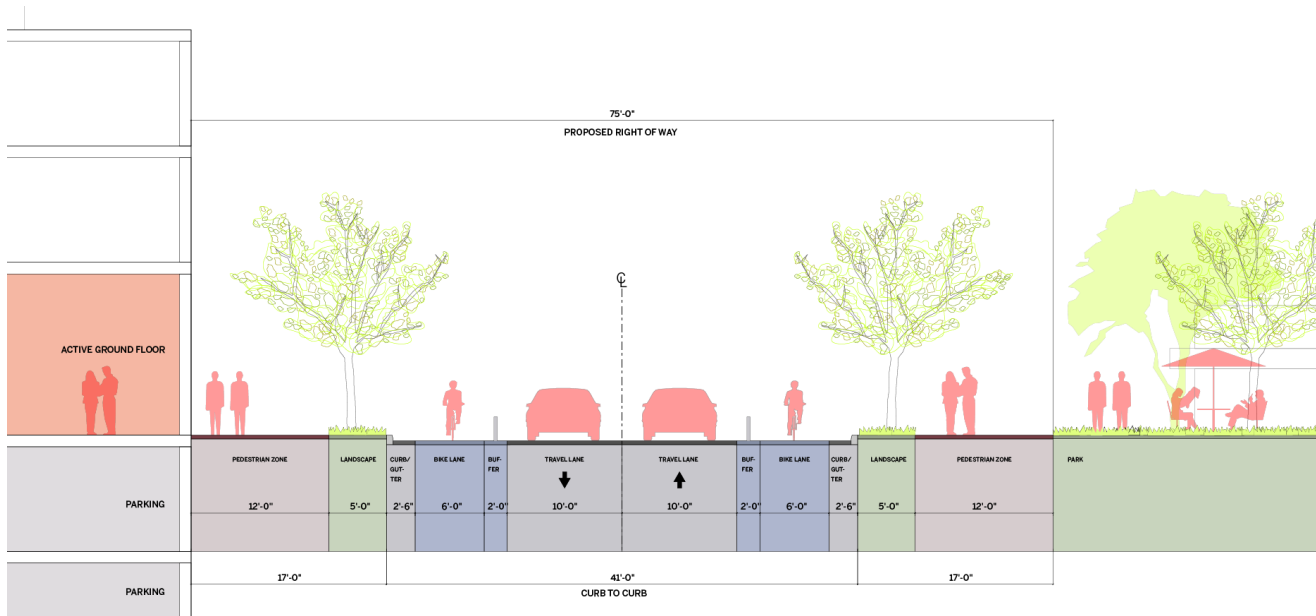 75'-0"
PROPOSED RIGHT OF WAY
℄
ACTIVE GROUND FLOOR
PEDESTRIAN ZONE
LANDSCAPE
CURB/
GUT-
TER
BIKE LANE
BUF-
FER
TRAVEL LANE
TRAVEL LANE
BUF-
FER
BIKE LANE
CURB/
GUT-
TER
LANDSCAPE
PEDESTRIAN ZONE
PARK
PARKING
12'-0"
5'-0"
2'-6"
6'-0"
2'-0"
10'-0"
10'-0"
2'-0"
6'-0"
2'-6"
5'-0"
12'-0"
17'-0"
41'-0"
17'-0"
CURB TO CURB
PARKING